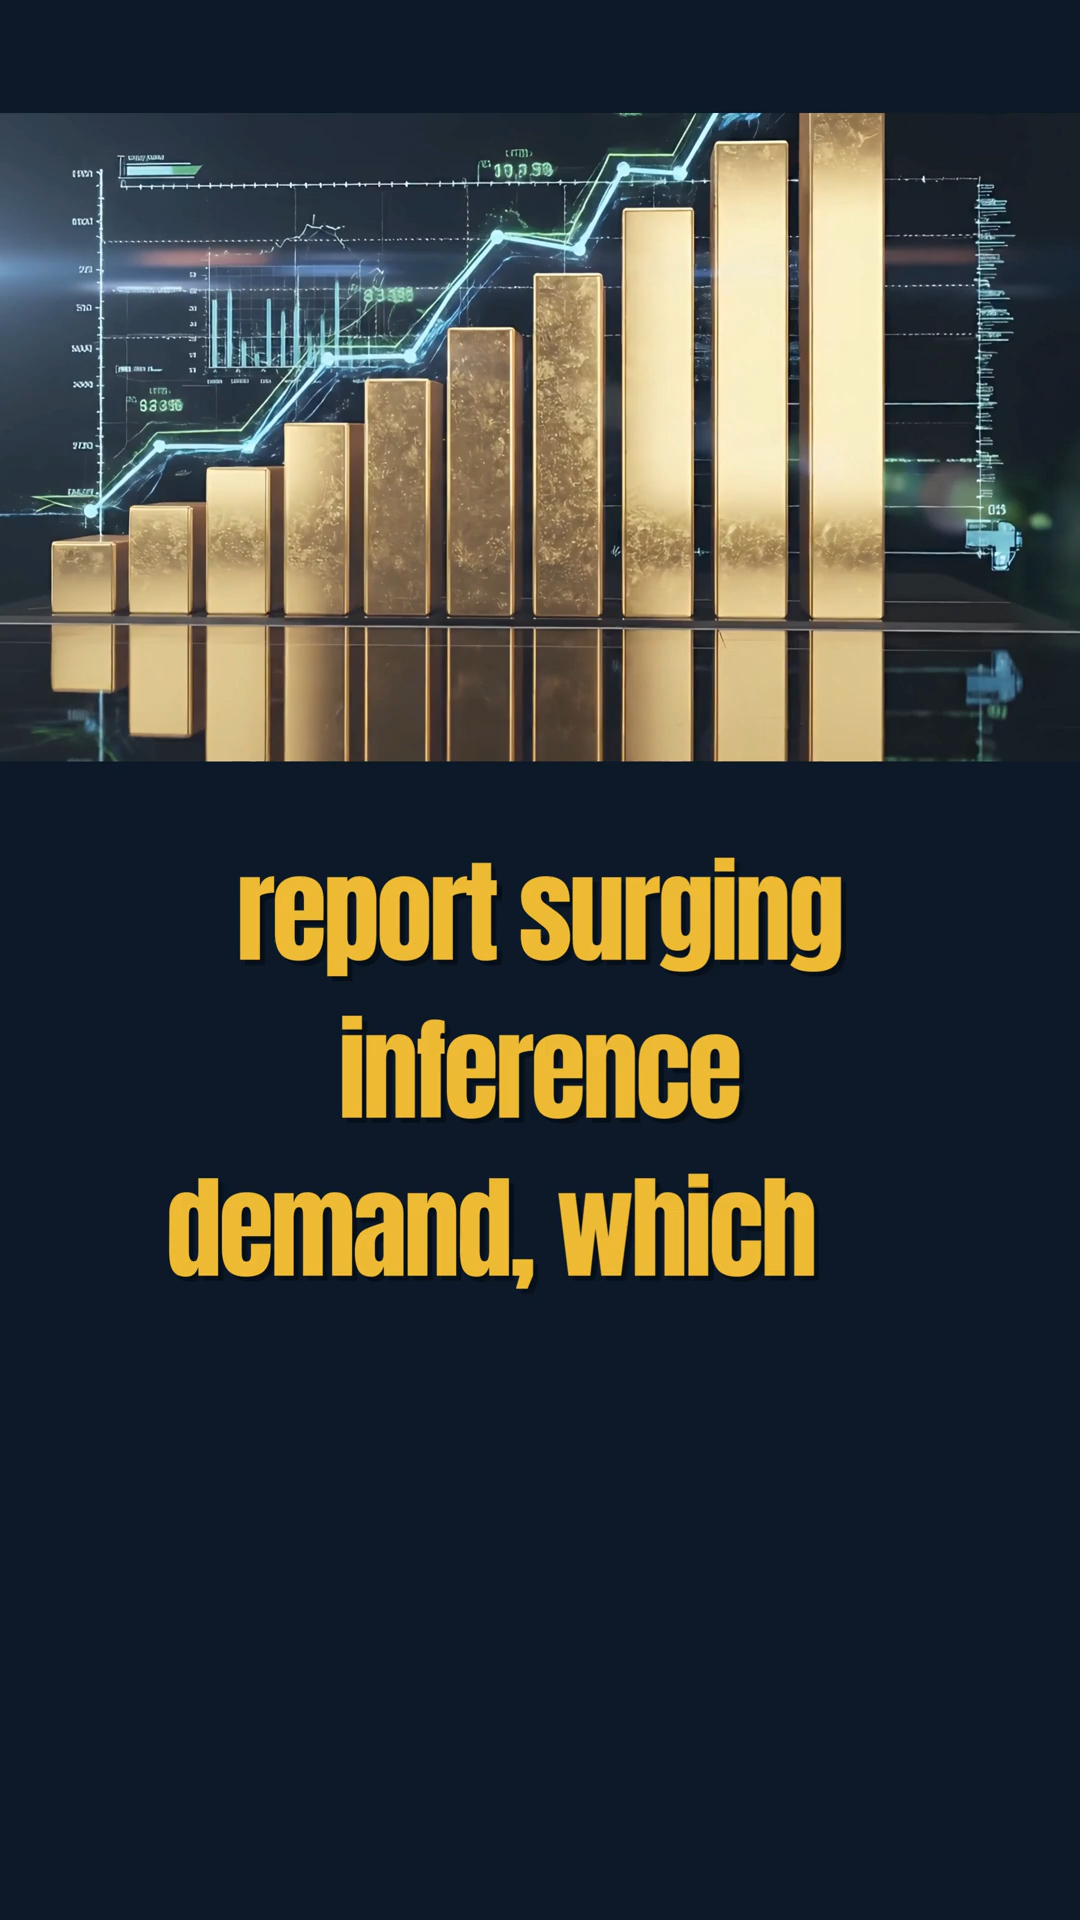 report surging
inference
demand, which